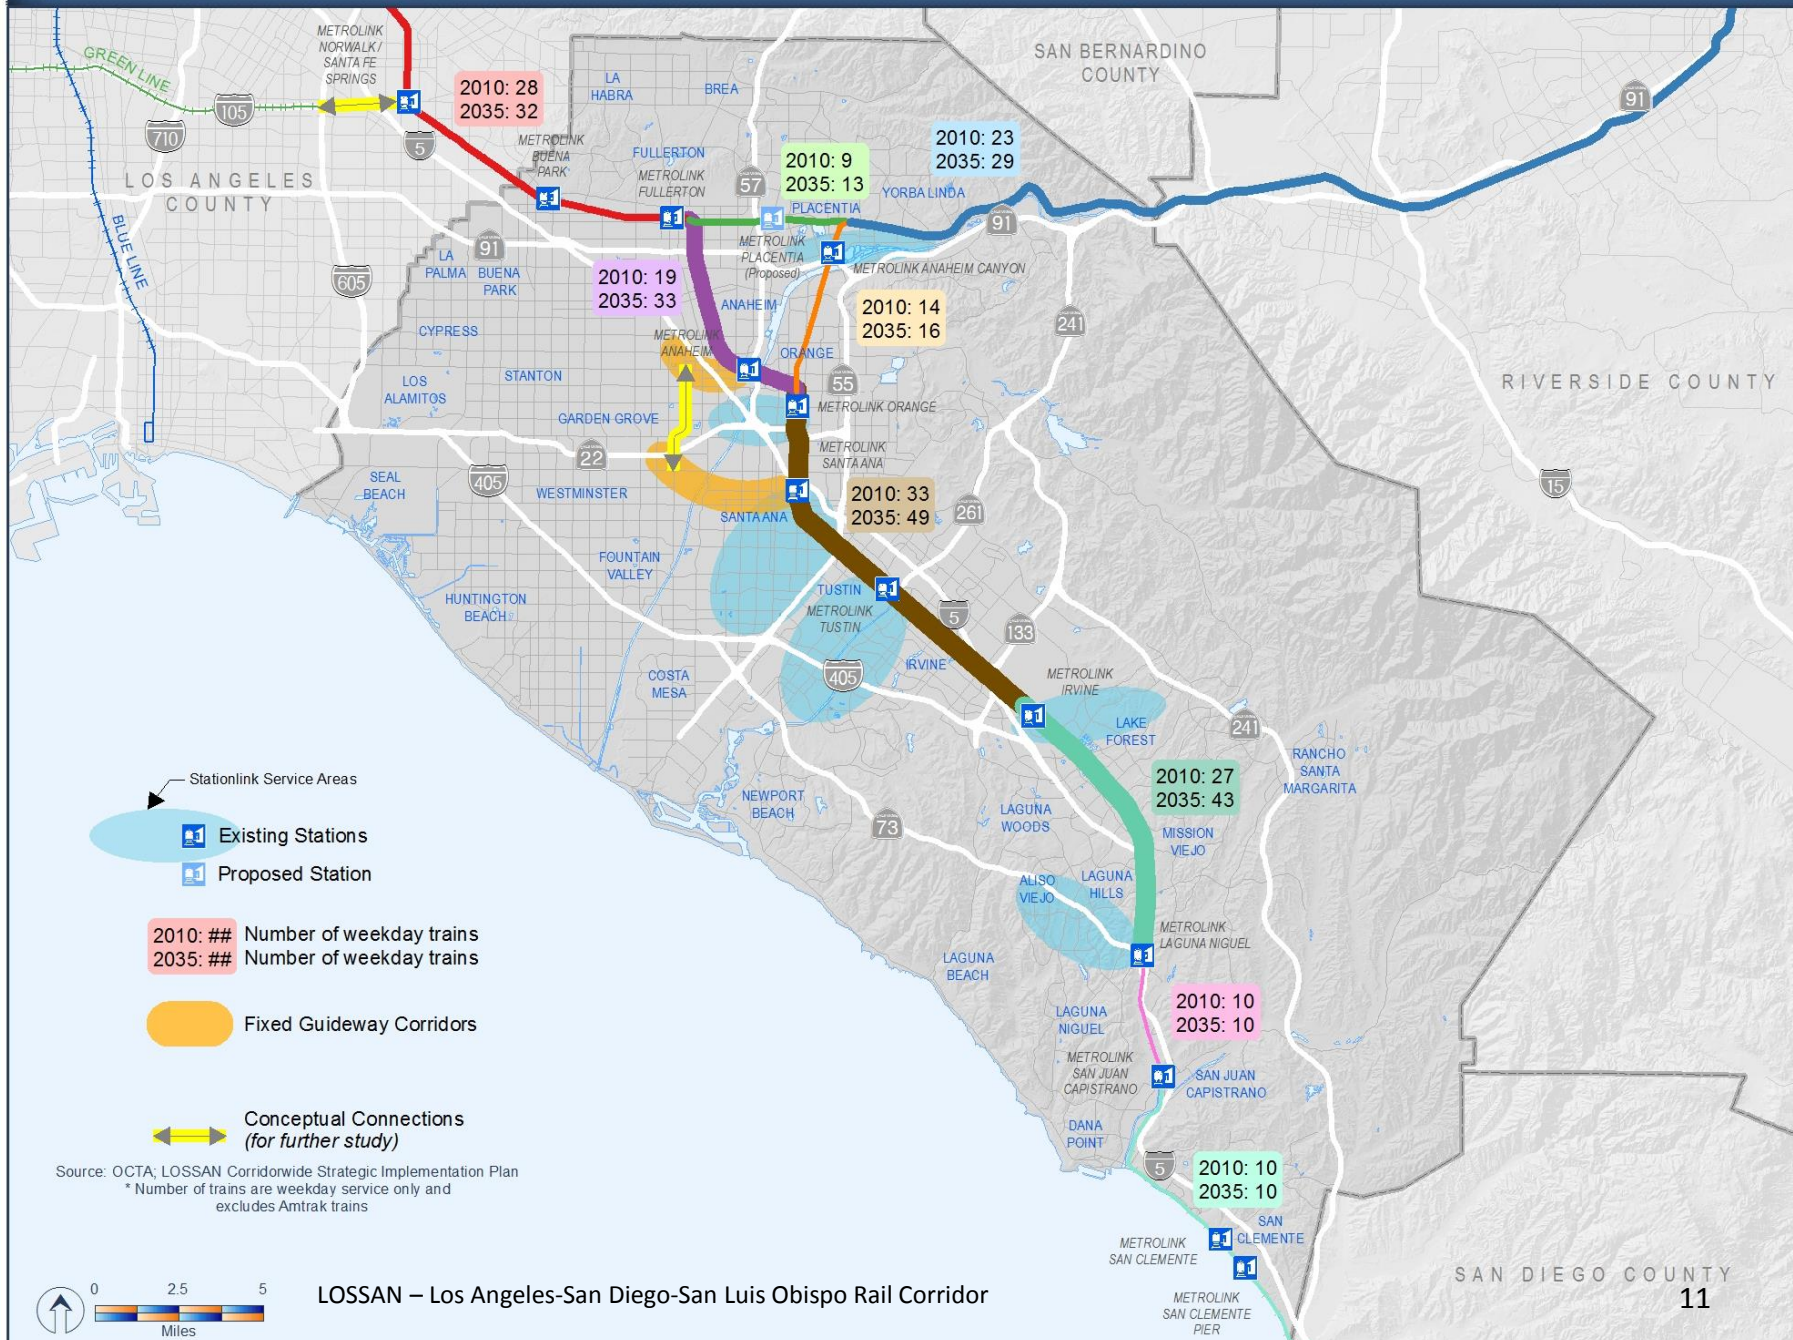 METROLINK
NORWALK/
SANTA FE
SPRINGS
GREEN LINE
105
710
5
LOS ANGELES
COUNTY
BLUE LINE
2010: 28
2035: 32
LA
HABRA
BREA
SAN BERNARDINO
COUNTY
91
METROLINK
BUENA
PARK
FULLERTON
METROLINK
FULLERTON
57
2010: 9
2035: 13
2010: 23
2035: 29
PLACENTIA
YORBA LINDA
91
METROLINK
PLACENTIA
(Proposed)
METROLINK ANAHEIM CANYON
91
LA
PALMA
BUENA
PARK
605
2010: 19
2035: 33
ANAHEIM
2010: 14
2035: 16
241
CYPRESS
METROLINK
ANAHEIM
ORANGE
STANTON
LOS
ALAMITOS
55
RIVERSIDE COUNTY
METROLINK ORANGE
GARDEN GROVE
22
METROLINK
SANTA ANA
SEAL
BEACH
405
WESTMINSTER
2010: 33
2035: 49
261
15
SANTA ANA
FOUNTAIN
VALLEY
HUNTINGTON
BEACH
TUSTIN
METROLINK
TUSTIN
5
133
IRVINE
405
COSTA
MESA
METROLINK
IRVINE
LAKE
FOREST
241
RANCHO
SANTA
MARGARITA
Stationlink Service Areas
NEWPORT
BEACH
2010: 27
2035: 43
LAGUNA
WOODS
73
MISSION
VIEJO
Existing Stations
Proposed Station
ALISO
VIEJO
LAGUNA
HILLS
2010: ## Number of weekday trains
2035: ## Number of weekday trains
METROLINK
LAGUNA NIGUEL
LAGUNA
BEACH
2010: 10
2035: 10
Fixed Guideway Corridors
LAGUNA
NIGUEL
METROLINK
SAN JUAN
CAPISTRANO
SAN JUAN
CAPISTRANO
Conceptual Connections
(for further study)
DANA
POINT
5
2010: 10
2035: 10
Source: OCTA; LOSSAN Corridorwide Strategic Implementation Plan
* Number of trains are weekday service only and
excludes Amtrak trains
SAN
CLEMENTE
METROLINK
SAN CLEMENTE
METROLINK
SAN CLEMENTE
PIER
SAN DIEGO COUNTY
0 2.5 5
Miles
LOSSAN – Los Angeles-San Diego-San Luis Obispo Rail Corridor
11